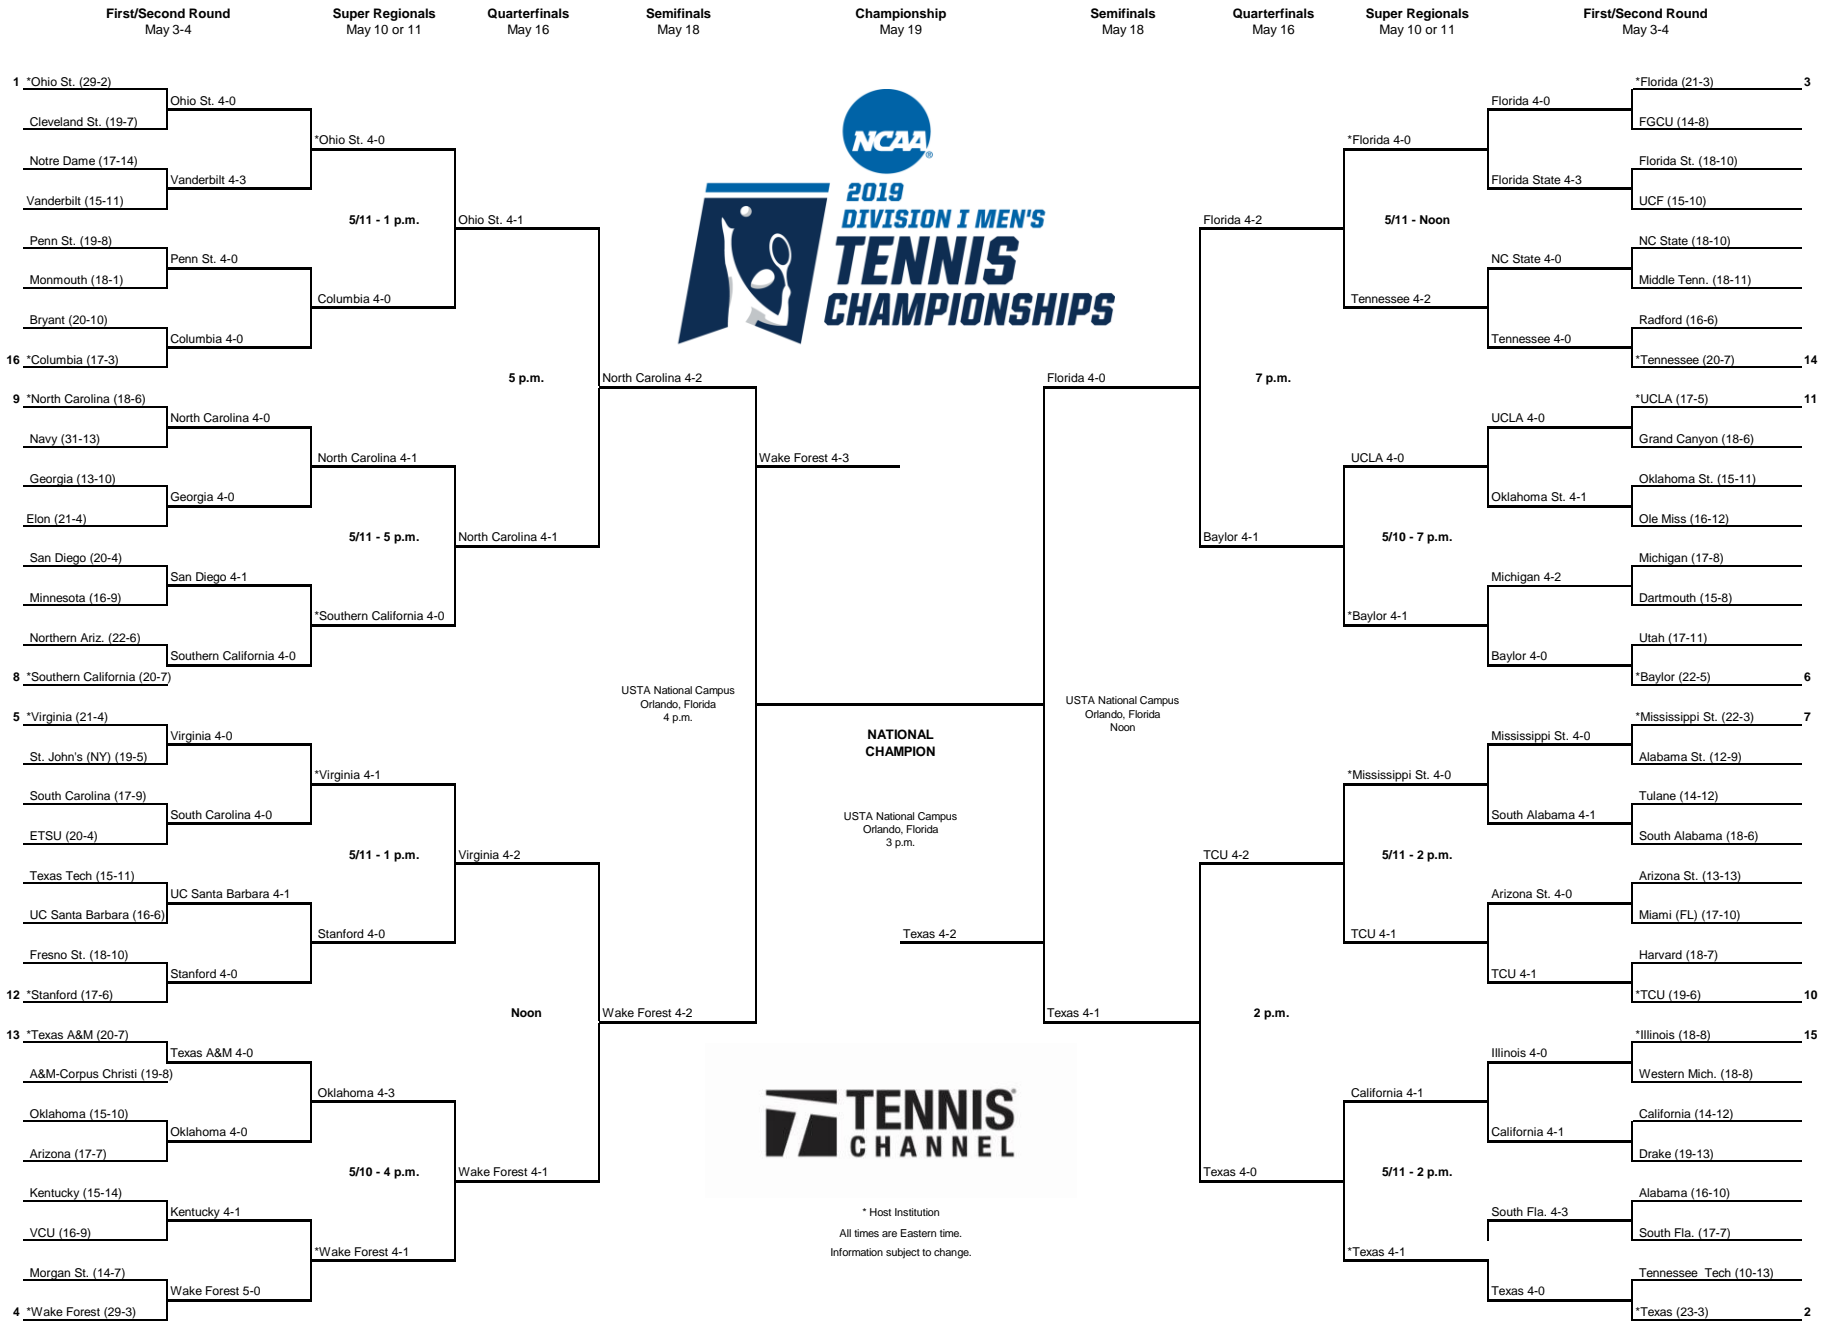 First/Second Round
May 3-4
Super Regionals
May 10 or 11
Quarterfinals
May 16
Semifinals
May 18
Championship
May 19
Semifinals
May 18
Quarterfinals
May 16
Super Regionals
May 10 or 11
First/Second Round
May 3-4
1 *Ohio St. (29-2)
Cleveland St. (19-7)
Notre Dame (17-14)
Vanderbilt (15-11)
Penn St. (19-8)
Monmouth (18-1)
Bryant (20-10)
16 *Columbia (17-3)
9 *North Carolina (18-6)
Navy (31-13)
Georgia (13-10)
Elon (21-4)
San Diego (20-4)
Minnesota (16-9)
Northern Ariz. (22-6)
8 *Southern California (20-7)
5 *Virginia (21-4)
St. John's (NY) (19-5)
South Carolina (17-9)
ETSU (20-4)
Texas Tech (15-11)
UC Santa Barbara (16-6)
Fresno St. (18-10)
12 *Stanford (17-6)
13 *Texas A&M (20-7)
A&M-Corpus Christi (19-8)
Oklahoma (15-10)
Arizona (17-7)
Kentucky (15-14)
VCU (16-9)
Morgan St. (14-7)
4 *Wake Forest (29-3)
Ohio St. 4-0
Vanderbilt 4-3
Penn St. 4-0
Columbia 4-0
North Carolina 4-0
Georgia 4-0
San Diego 4-1
Southern California 4-0
Virginia 4-0
South Carolina 4-0
UC Santa Barbara 4-1
Stanford 4-0
Texas A&M 4-0
Oklahoma 4-0
Kentucky 4-1
Wake Forest 5-0
*Ohio St. 4-0
5/11 - 1 p.m.
Columbia 4-0
North Carolina 4-1
5/11 - 5 p.m.
*Southern California 4-0
*Virginia 4-1
5/11 - 1 p.m.
Stanford 4-0
Oklahoma 4-3
5/10 - 4 p.m.
*Wake Forest 4-1
Ohio St. 4-1
5 p.m.
North Carolina 4-1
Virginia 4-2
Noon
Wake Forest 4-1
North Carolina 4-2
USTA National Campus
Orlando, Florida
4 p.m.
Wake Forest 4-2
NCAA
®
2019
DIVISION I MEN'S
TENNIS
CHAMPIONSHIPS
Wake Forest 4-3
NATIONAL
CHAMPION
USTA National Campus
Orlando, Florida
3 p.m.
Texas 4-2
TENNIS
CHANNEL
* Host Institution
All times are Eastern time.
Information subject to change.
Florida 4-0
USTA National Campus
Orlando, Florida
Noon
Texas 4-1
Florida 4-2
7 p.m.
Baylor 4-1
TCU 4-2
2 p.m.
Texas 4-0
*Florida 4-0
5/11 - Noon
Tennessee 4-2
UCLA 4-0
5/10 - 7 p.m.
*Baylor 4-1
*Mississippi St. 4-0
5/11 - 2 p.m.
TCU 4-1
California 4-1
5/11 - 2 p.m.
*Texas 4-1
Florida 4-0
Florida State 4-3
NC State 4-0
Tennessee 4-0
UCLA 4-0
Oklahoma St. 4-1
Michigan 4-2
Baylor 4-0
Mississippi St. 4-0
South Alabama 4-1
Arizona St. 4-0
TCU 4-1
Illinois 4-0
California 4-1
South Fla. 4-3
Texas 4-0
*Florida (21-3) 3
FGCU (14-8)
Florida St. (18-10)
UCF (15-10)
NC State (18-10)
Middle Tenn. (18-11)
Radford (16-6)
*Tennessee (20-7) 14
*UCLA (17-5) 11
Grand Canyon (18-6)
Oklahoma St. (15-11)
Ole Miss (16-12)
Michigan (17-8)
Dartmouth (15-8)
Utah (17-11)
*Baylor (22-5) 6
*Mississippi St. (22-3) 7
Alabama St. (12-9)
Tulane (14-12)
South Alabama (18-6)
Arizona St. (13-13)
Miami (FL) (17-10)
Harvard (18-7)
*TCU (19-6) 10
*Illinois (18-8) 15
Western Mich. (18-8)
California (14-12)
Drake (19-13)
Alabama (16-10)
South Fla. (17-7)
Tennessee Tech (10-13)
*Texas (23-3) 2